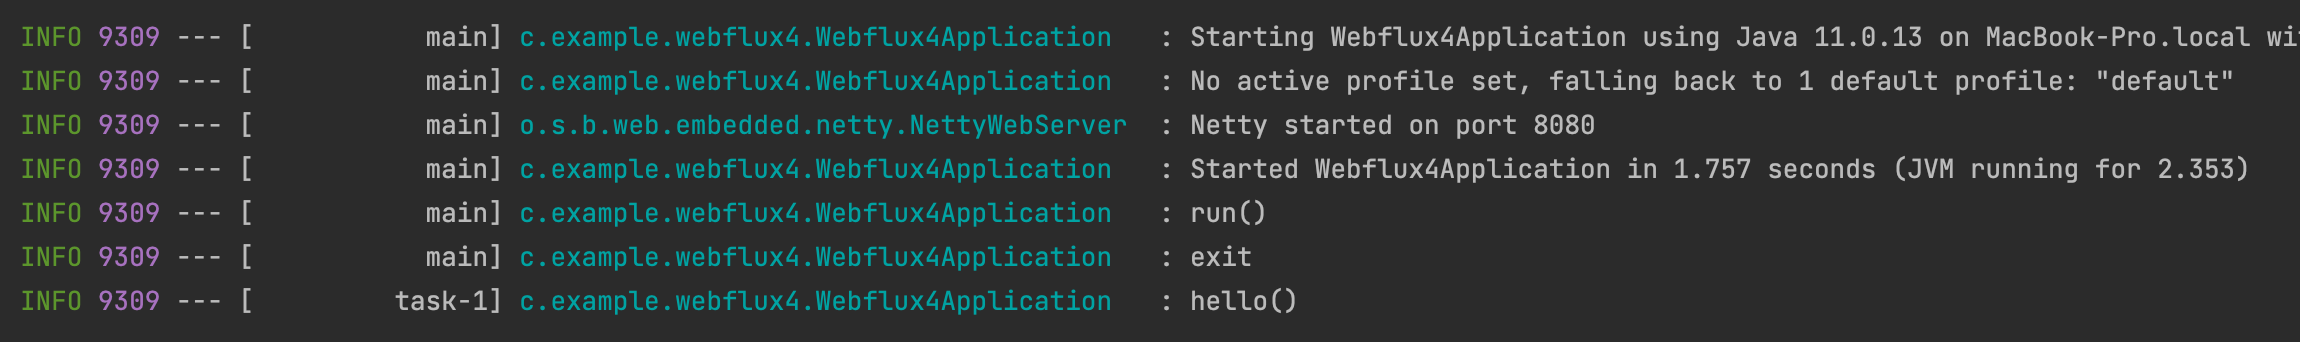 INFO 9309 --- [           main] c.example.webflux4.Webflux4Application   : Starting Webflux4Application using Java 11.0.13 on MacBook-Pro.local
INFO 9309 --- [           main] c.example.webflux4.Webflux4Application   : No active profile set, falling back to 1 default profile: "default"
INFO 9309 --- [           main] o.s.b.web.embedded.netty.NettyWebServer  : Netty started on port 8080
INFO 9309 --- [           main] c.example.webflux4.Webflux4Application   : Started Webflux4Application in 1.757 seconds (JVM running for 2.353)
INFO 9309 --- [           main] c.example.webflux4.Webflux4Application   : run()
INFO 9309 --- [           main] c.example.webflux4.Webflux4Application   : exit
INFO 9309 --- [         task-1] c.example.webflux4.Webflux4Application   : hello()